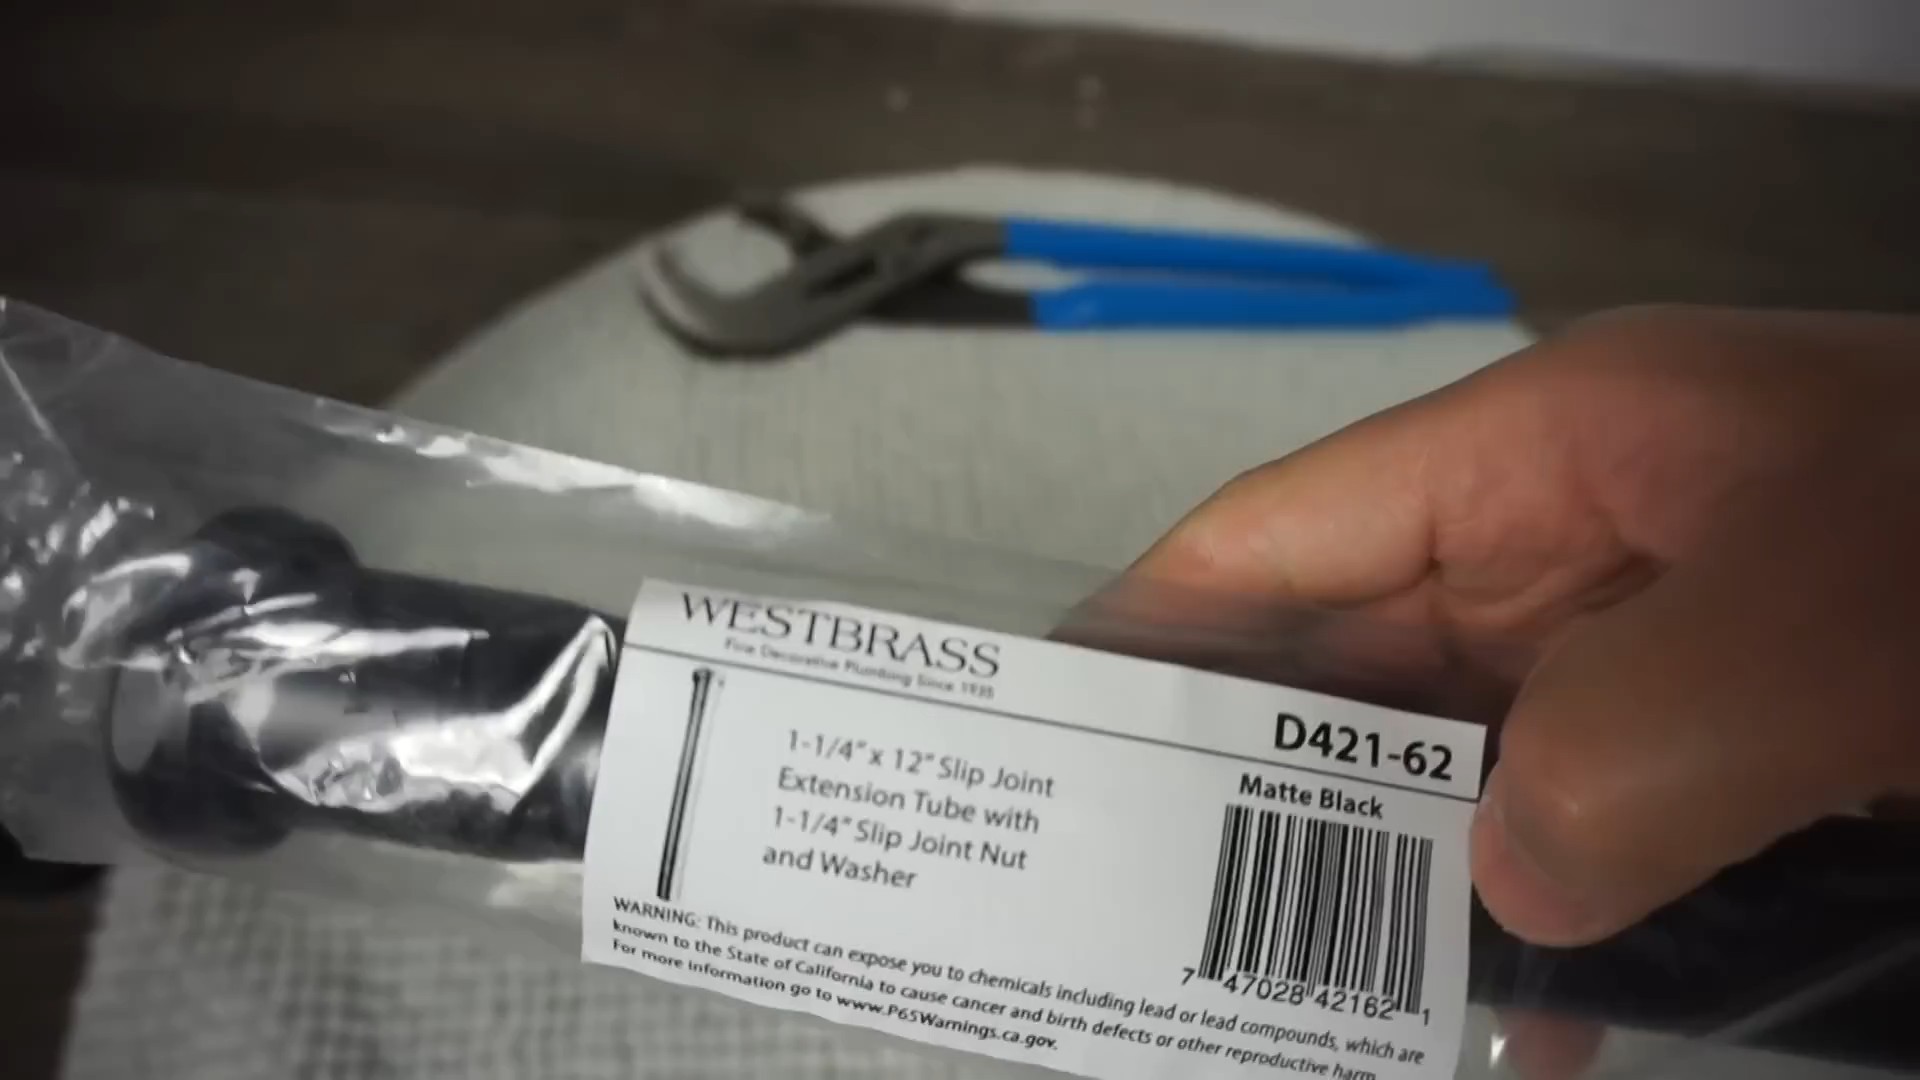 WESTBRASS
Fine Decorative Plumbing Since 1935
D421-62
Matte Black
1-1/4" x 12" Slip Joint
Extension Tube with
1-1/4" Slip Joint Nut
and Washer
7 47028 42162 1
WARNING: This product can expose you to chemicals including lead or lead compounds, which are
known to the State of California to cause cancer and birth defects or other reproductive harm.
For more information go to www.P65Warnings.ca.gov.